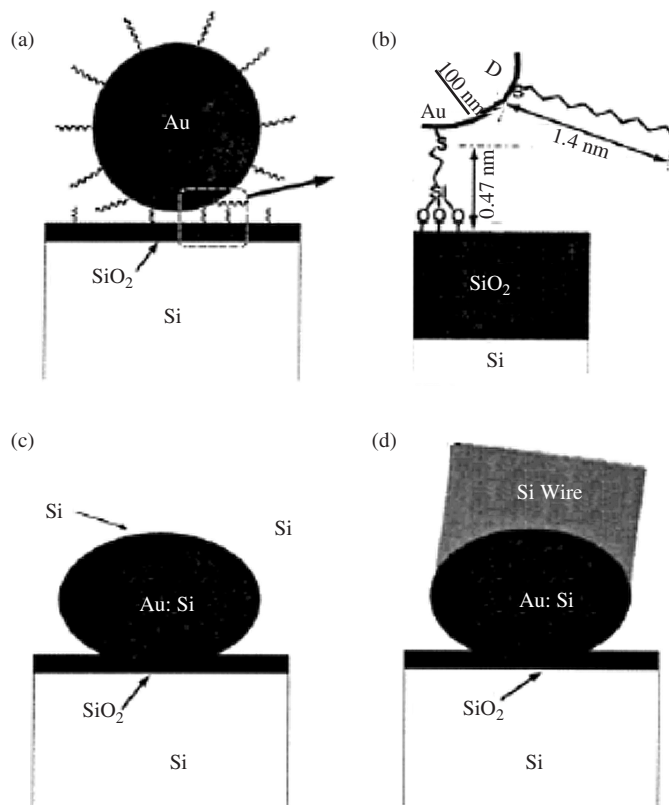 (a)
Au
SiO2
Si
(b)
D
100 nm
Au
S
S
1.4 nm
Si
0.47 nm
O O O
SiO2
Si
(c)
Si
Si
Au: Si
SiO2
Si
(d)
Si Wire
Au: Si
SiO2
Si